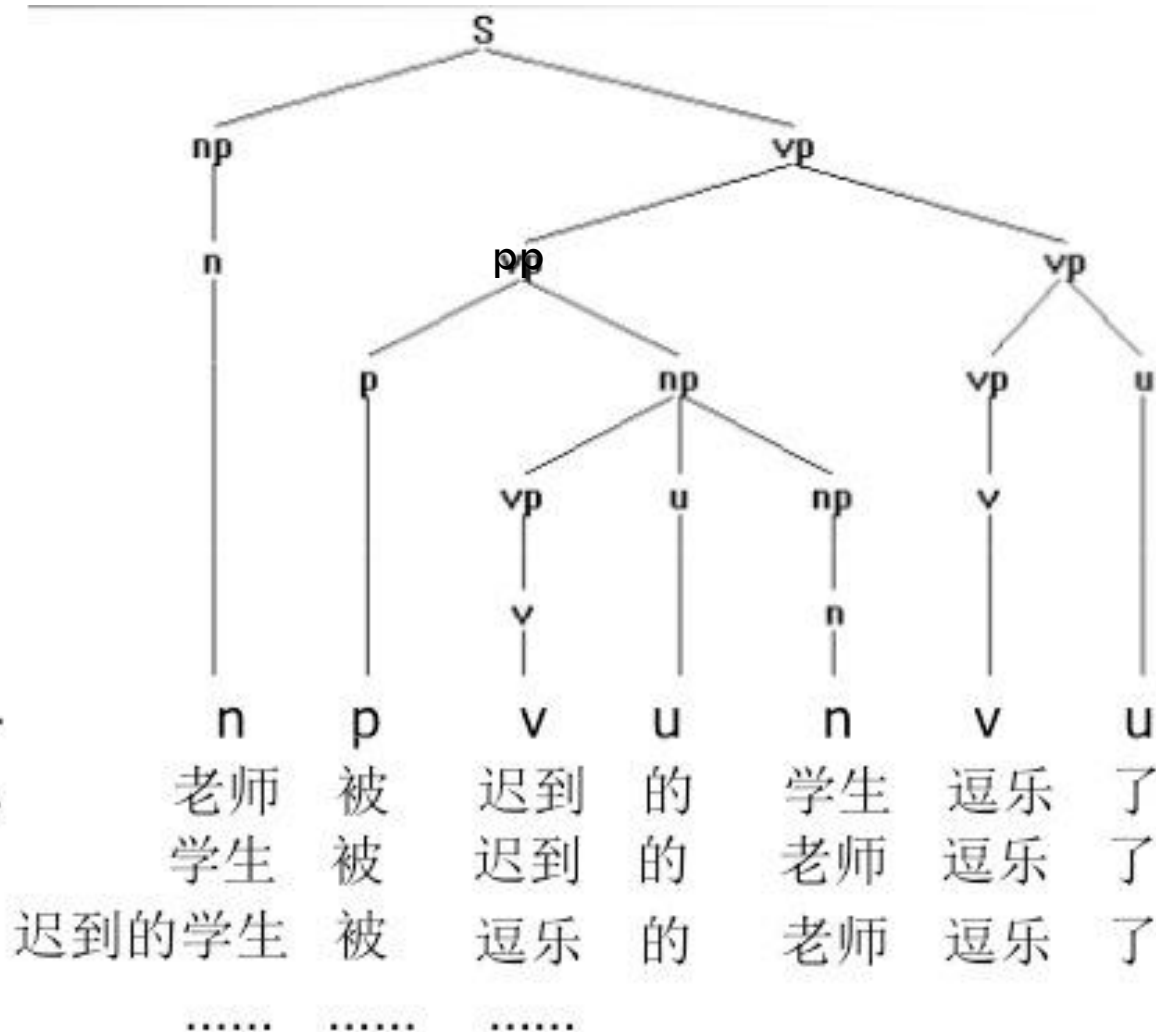 S
np vp
n pp vp
p np vp u
vp u np v
v n
n p v u n v u
老师 被 迟到 的 学生 逗乐 了
学生 被 迟到 的 老师 逗乐 了
迟到的学生 被 逗乐 的 老师 逗乐 了
...... ...... ......